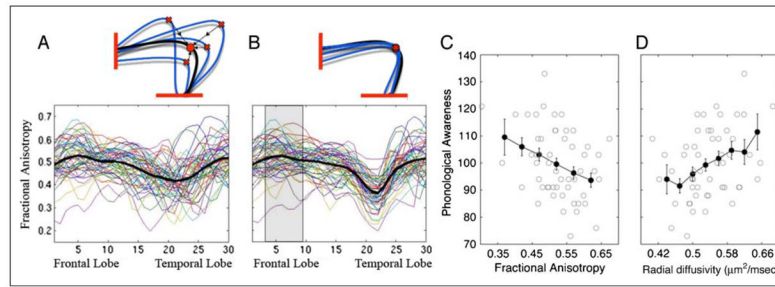 A
B
C
D
Fractional Anisotropy
0.7
0.6
0.5
0.4
0.3
0.2
5 10 15 20 25 30
Frontal Lobe Temporal Lobe
5 10 15 20 25 30
Frontal Lobe Temporal Lobe
Phonological Awareness
140
130
120
110
100
90
80
70
0.35 0.45 0.55 0.65
Fractional Anisotropy
0.42 0.5 0.58 0.66
Radial diffusivity (μm²/msec